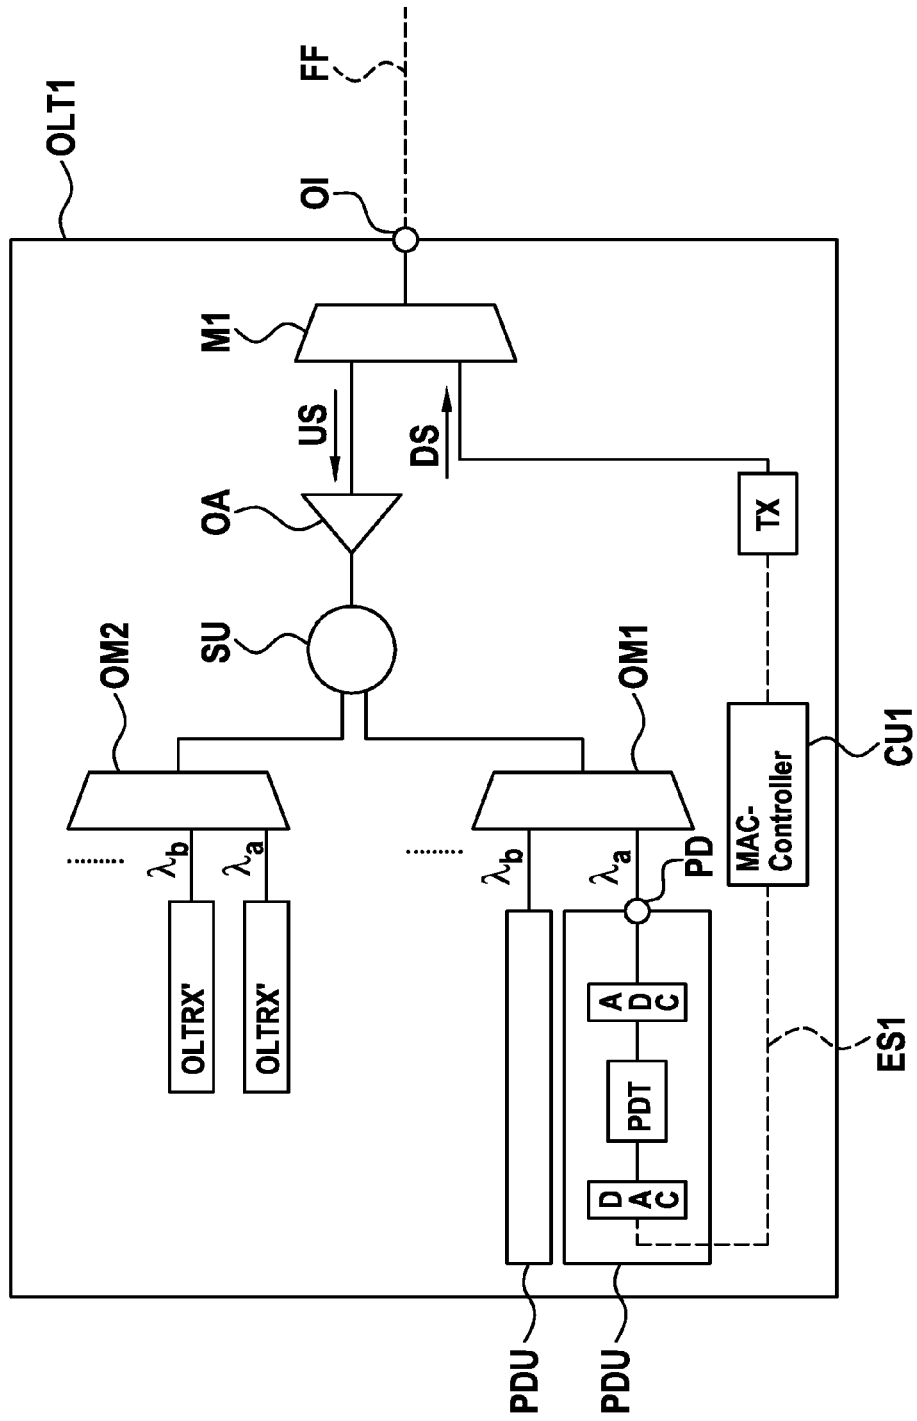 OLT1
FF
OI
M1
US
DS
OA
TX
SU
OM2
OM1
CU1
MAC-
Controller
λb
λa
λb
λa
PD
OLTRX'
OLTRX'
A
D
C
PDT
D
A
C
ES1
PDU
PDU